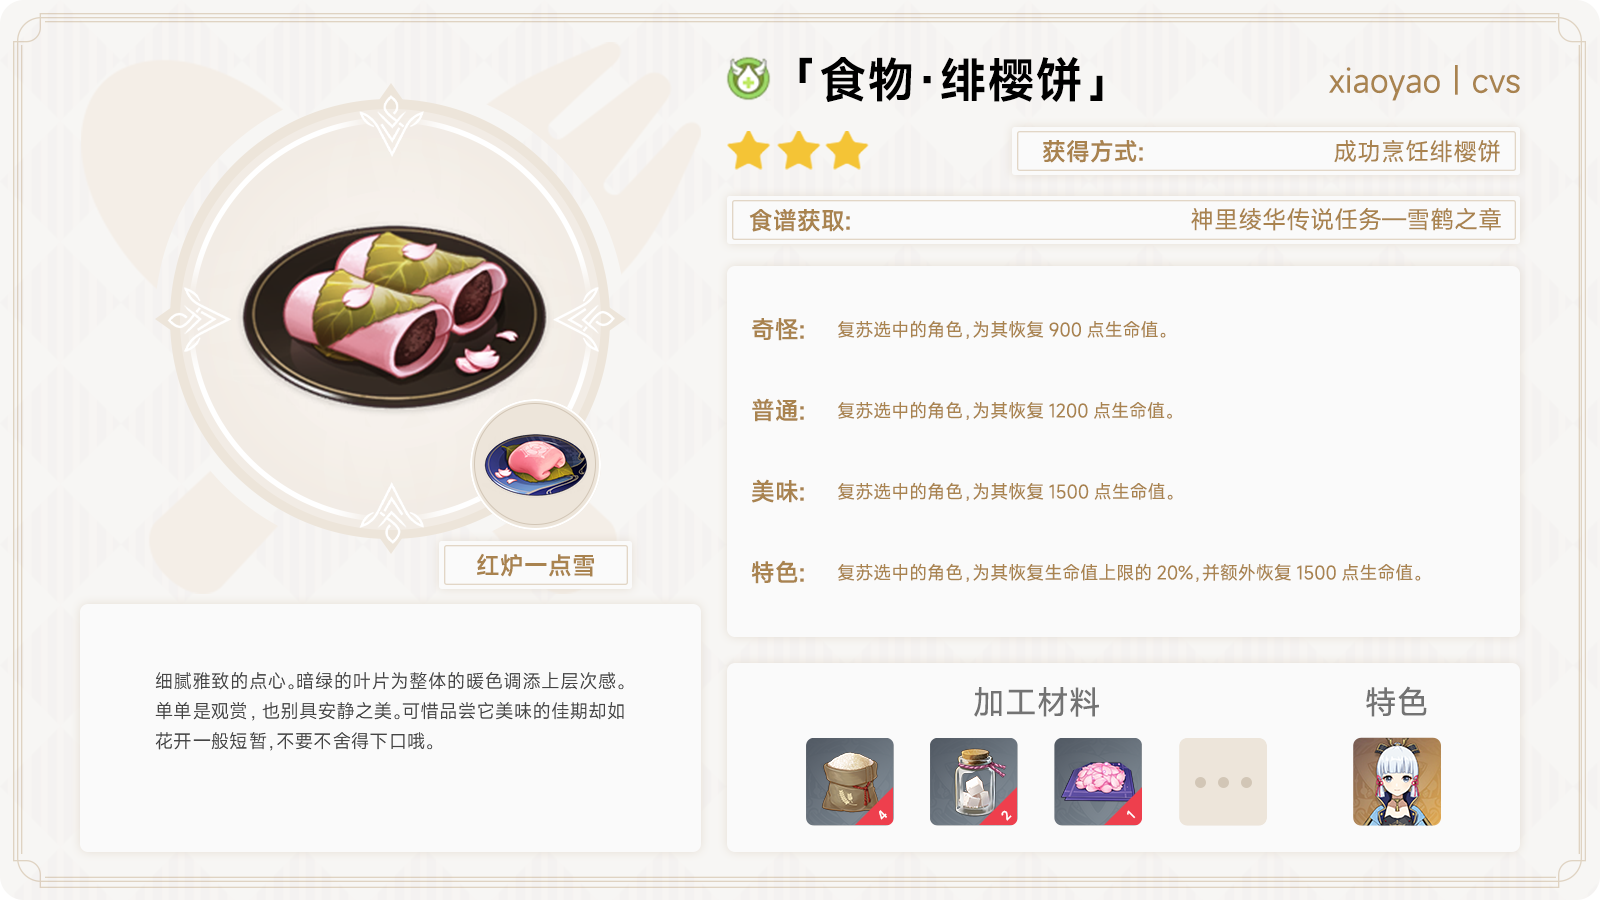 「食物·绯樱饼」
xiaoyao | cvs
获得方式:
成功烹饪绯樱饼
食谱获取:
神里绫华传说任务—雪鹤之章
奇怪:
复苏选中的角色,为其恢复 900 点生命值。
普通:
复苏选中的角色,为其恢复 1200 点生命值。
美味:
复苏选中的角色,为其恢复 1500 点生命值。
特色:
复苏选中的角色,为其恢复生命值上限的 20%,并额外恢复 1500 点生命值。
红炉一点雪
细腻雅致的点心。暗绿的叶片为整体的暖色调添上层次感。
单单是观赏, 也别具安静之美。可惜品尝它美味的佳期却如
花开一般短暂,不要不舍得下口哦。
加工材料
特色
4
2
1